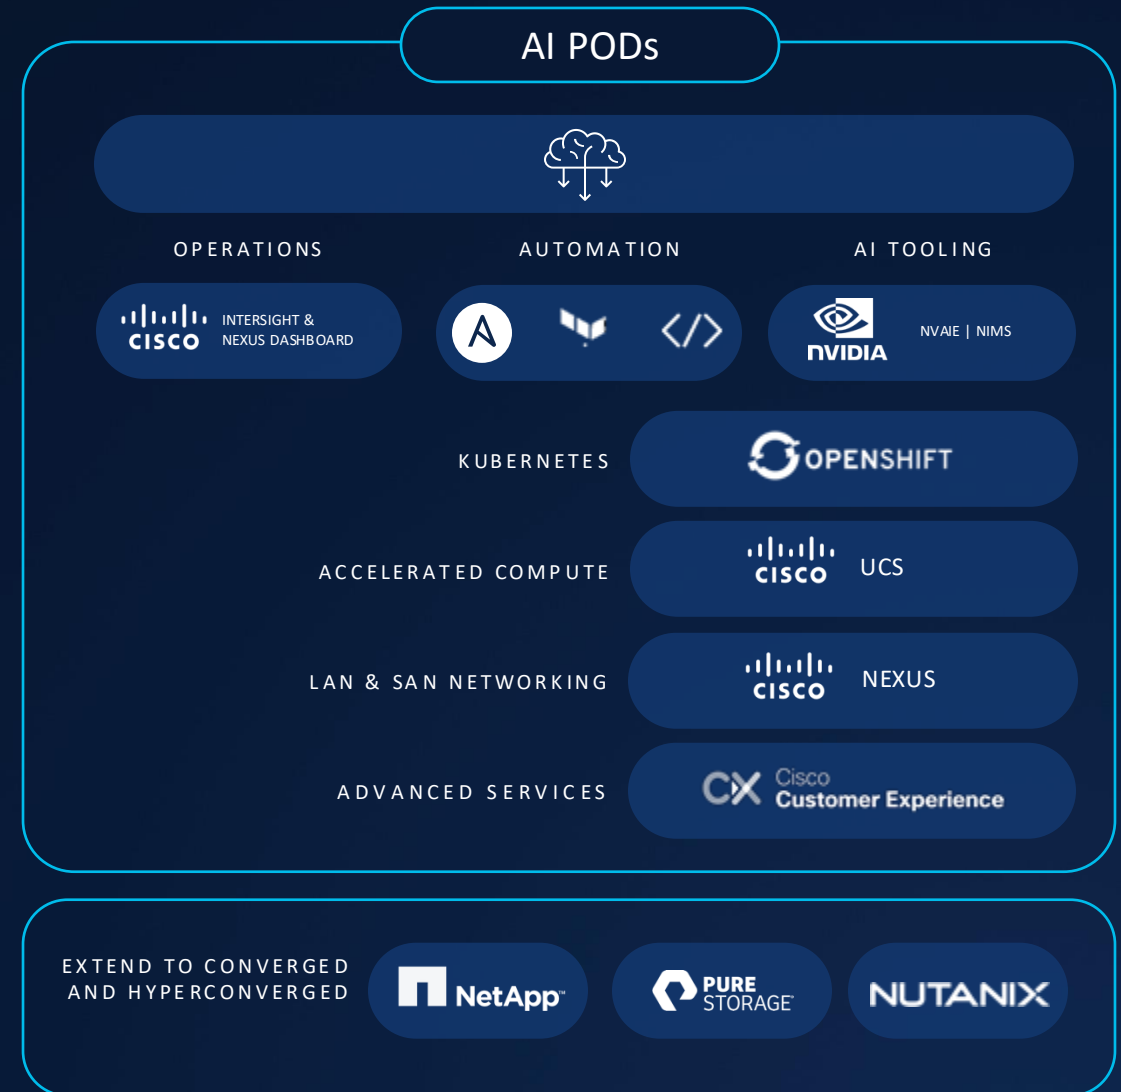 AI PODs
OPERATIONS
AUTOMATION
AI TOOLING
CISCO
INTERSIGHT &
NEXUS DASHBOARD
A
</>
NVIDIA
NVAIE | NIMS
KUBERNETES
OPENSHIFT
ACCELERATED COMPUTE
CISCO
UCS
LAN & SAN NETWORKING
CISCO
NEXUS
ADVANCED SERVICES
CX
Cisco
Customer Experience
EXTEND TO CONVERGED
AND HYPERCONVERGED
NetApp™
PURE
STORAGE®
NUTANIX